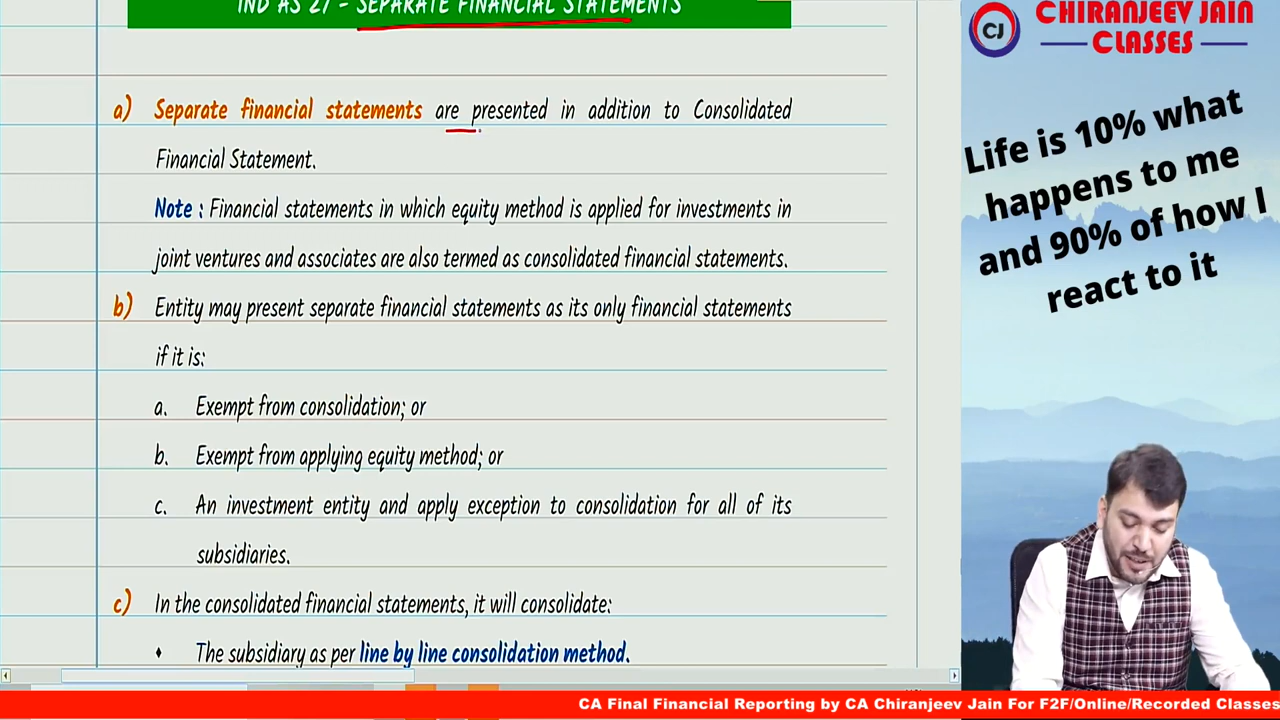 IND AS 27 - SEPARATE FINANCIAL STATEMENTS
a) Separate financial statements are presented in addition to Consolidated
Financial Statement.
Note : Financial statements in which equity method is applied for investments in
joint ventures and associates are also termed as consolidated financial statements.
b) Entity may present separate financial statements as its only financial statements
if it is:
a. Exempt from consolidation; or
b. Exempt from applying equity method; or
c. An investment entity and apply exception to consolidation for all of its
subsidiaries.
c) In the consolidated financial statements, it will consolidate:
♦ The subsidiary as per line by line consolidation method.
CJ
CHIRANJEEV JAIN
CLASSES
Life is 10% what
happens to me
and 90% of how I
react to it
CA Final Financial Reporting by CA Chiranjeev Jain For F2F/Online/Recorded Classes